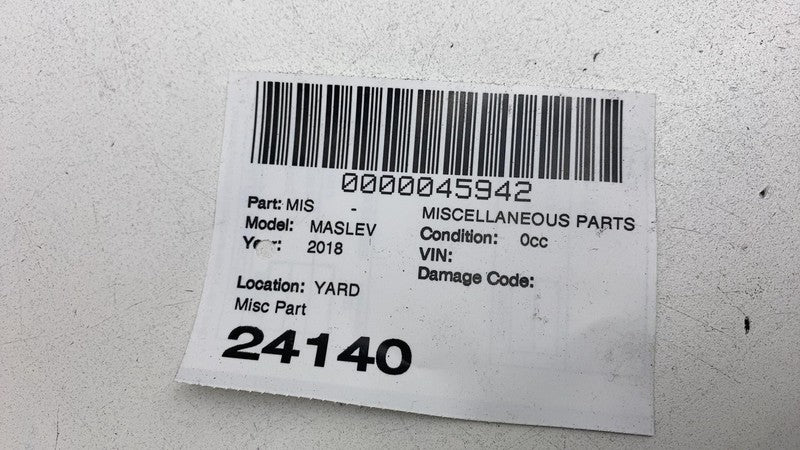 0000045942
Part: MIS - MISCELLANEOUS PARTS
Model: MASLEV Condition: 0cc
Year: 2018 VIN:
Damage Code:
Location: YARD
Misc Part
24140